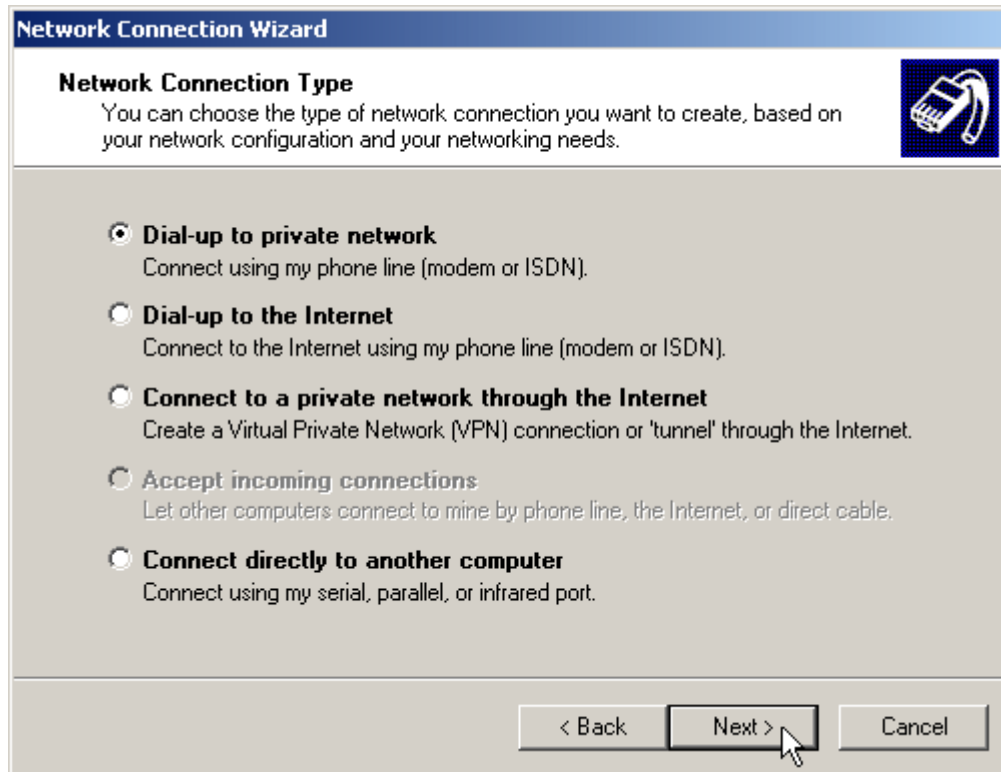 Network Connection Wizard
Network Connection Type
You can choose the type of network connection you want to create, based on
your network configuration and your networking needs.
Dial-up to private network
Connect using my phone line (modem or ISDN).
Dial-up to the Internet
Connect to the Internet using my phone line (modem or ISDN).
Connect to a private network through the Internet
Create a Virtual Private Network (VPN) connection or 'tunnel' through the Internet.
Accept incoming connections
Let other computers connect to mine by phone line, the Internet, or direct cable.
Connect directly to another computer
Connect using my serial, parallel, or infrared port.
< Back Next > Cancel